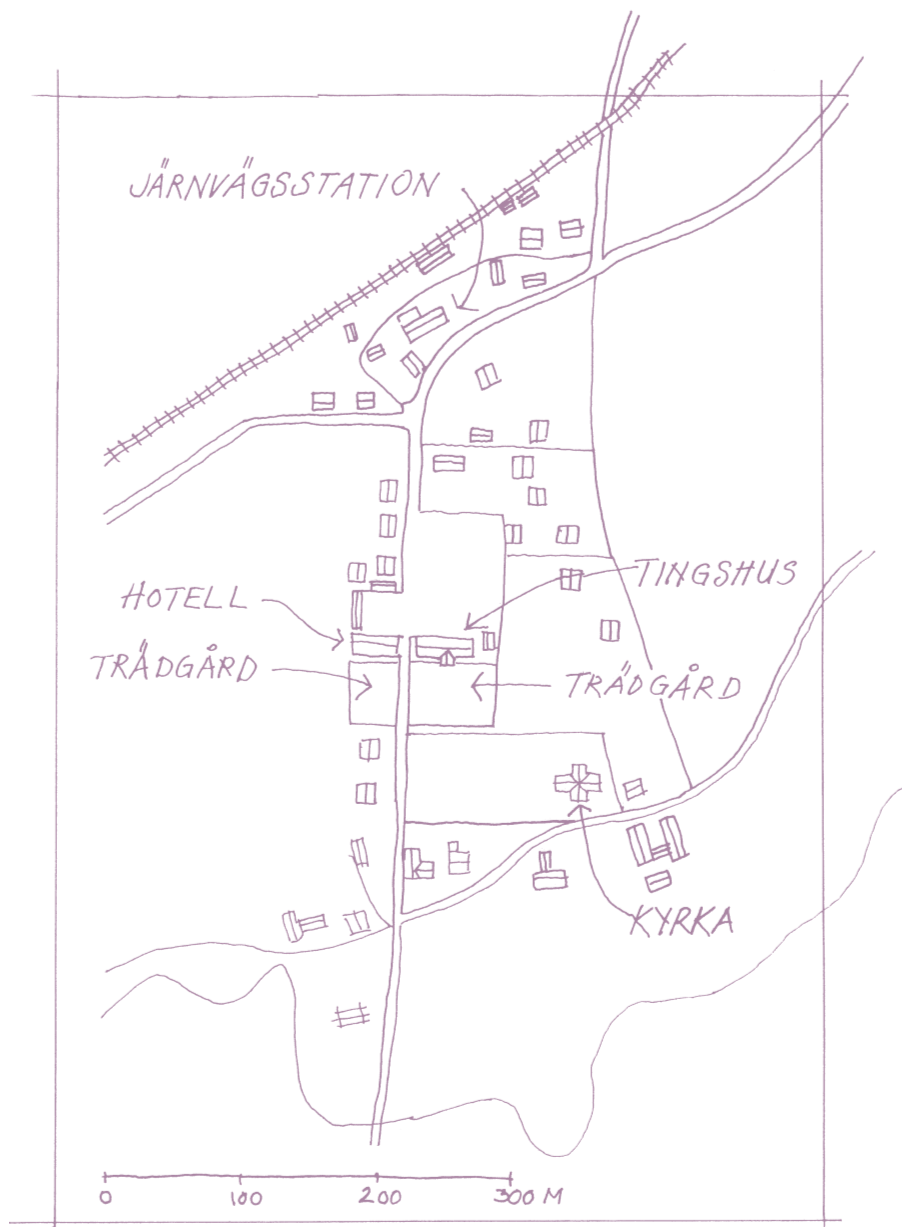 JÄRNVÄGSSTATION
HOTELL
TINGSHUS
TRÄDGÅRD
TRÄDGÅRD
KYRKA
0 100 200 300 M